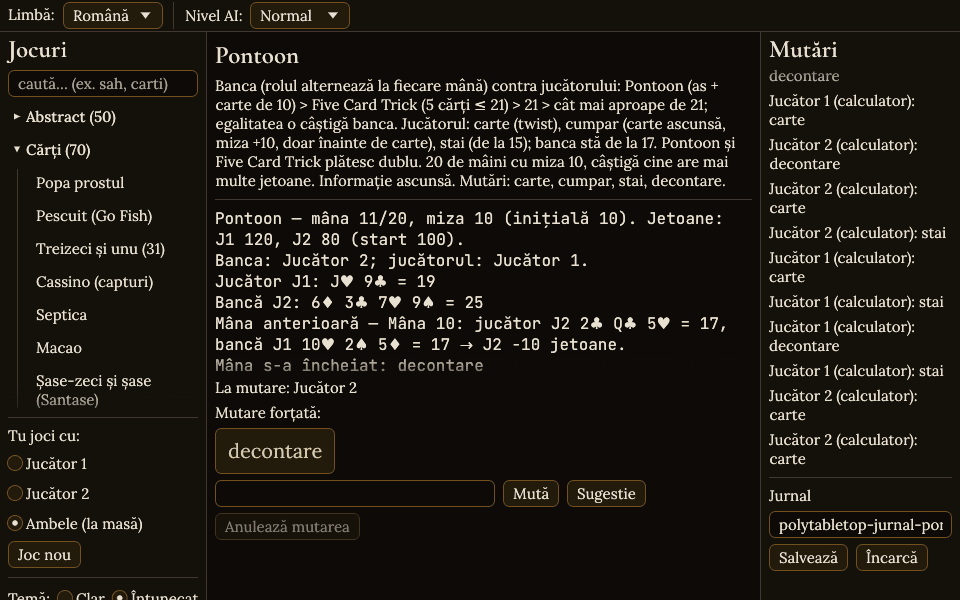 Limbă: Română ▼ Nivel AI: Normal ▼
Jocuri
caută... (ex. sah, carti)
▸ Abstract (50)
▾ Cărți (70)
Popa prostul
Pescuit (Go Fish)
Treizeci și unu (31)
Cassino (capturi)
Septica
Macao
Șase-zeci și șase
(Santase)
Tu joci cu:
Jucător 1
Jucător 2
Ambele (la masă)
Joc nou
Temă: Clar Întunecat
Pontoon
Banca (rolul alternează la fiecare mână) contra jucătorului: Pontoon (as +
carte de 10) > Five Card Trick (5 cărți ≤ 21) > 21 > cât mai aproape de 21;
egalitatea o câștigă banca. Jucătorul: carte (twist), cumpar (carte ascunsă,
miza +10, doar înainte de carte), stai (de la 15); banca stă de la 17. Pontoon și
Five Card Trick plătesc dublu. 20 de mâini cu miza 10, câștigă cine are mai
multe jetoane. Informație ascunsă. Mutări: carte, cumpar, stai, decontare.
Pontoon — mâna 11/20, miza 10 (inițială 10). Jetoane:
J1 120, J2 80 (start 100).
Banca: Jucător 2; jucătorul: Jucător 1.
Jucător J1: J♥ 9♣ = 19
Bancă J2: 6♦ 3♣ 7♥ 9♠ = 25
Mâna anterioară — Mâna 10: jucător J2 2♣ Q♣ 5♥ = 17,
bancă J1 10♥ 2♠ 5♦ = 17 → J2 -10 jetoane.
Mâna s-a încheiat: decontare
La mutare: Jucător 2
Mutare forțată:
decontare
Mută Sugestie
Anulează mutarea
Mutări
decontare
Jucător 1 (calculator):
carte
Jucător 2 (calculator):
decontare
Jucător 2 (calculator):
carte
Jucător 2 (calculator): stai
Jucător 1 (calculator):
carte
Jucător 1 (calculator): stai
Jucător 1 (calculator):
decontare
Jucător 1 (calculator): stai
Jucător 2 (calculator):
carte
Jucător 2 (calculator):
carte
Jurnal
polytabletop-jurnal-por
Salvează Încarcă